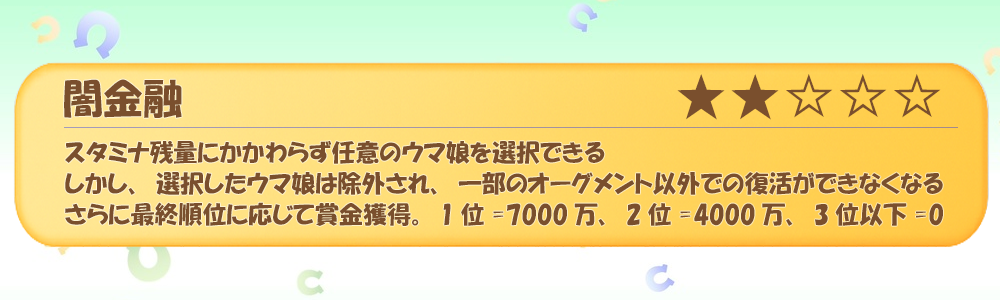 闇金融 ★★☆☆☆
スタミナ残量にかかわらず任意のウマ娘を選択できる
しかし、選択したウマ娘は除外され、一部のオーグメント以外での復活ができなくなる
さらに最終順位に応じて賞金獲得。1位=7000万、2位=4000万、3位以下=0